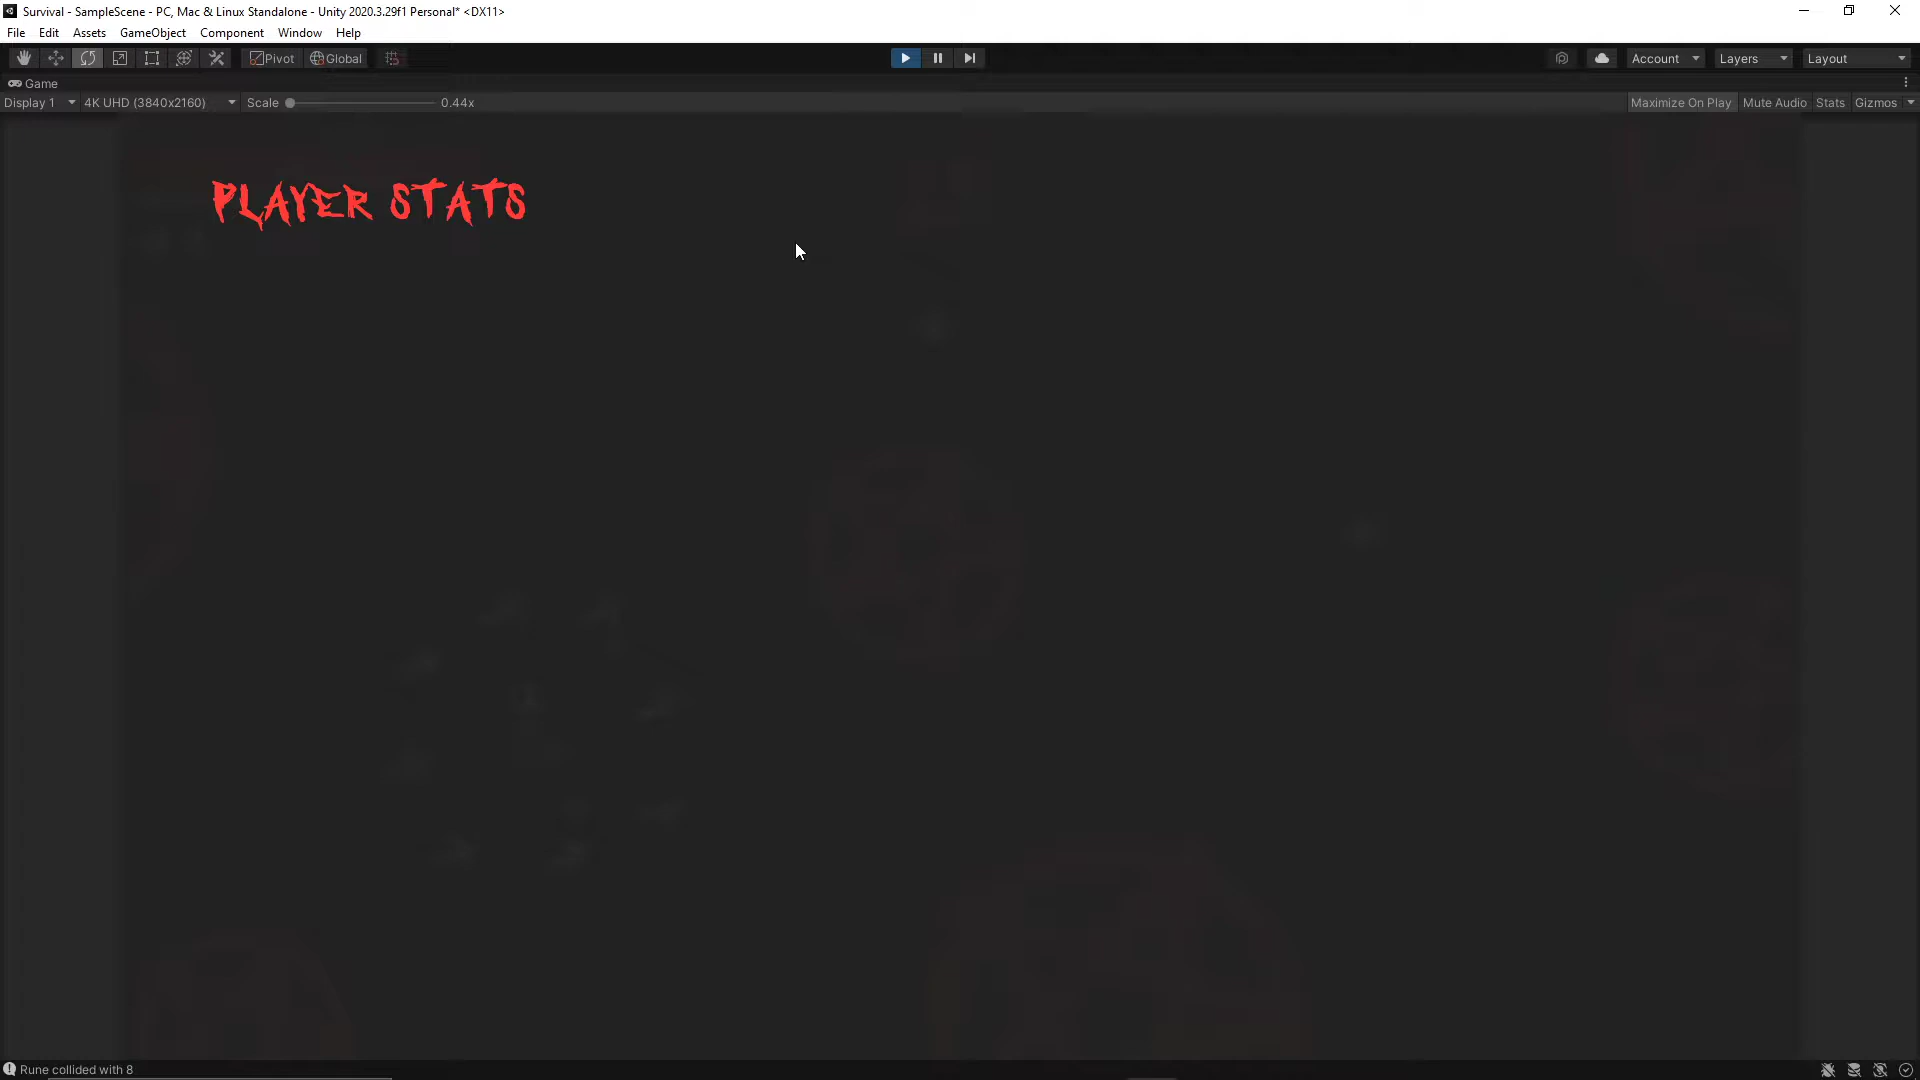 Survival - SampleScene - PC, Mac & Linux Standalone - Unity 2020.3.29f1 Personal* <DX11>
File Edit Assets GameObject Component Window Help
Pivot Global Account Layers Layout
Game
Display 1 4K UHD (3840x2160) Scale 0.44x Maximize On Play Mute Audio Stats Gizmos
PLAYER STATS
Rune collided with 8